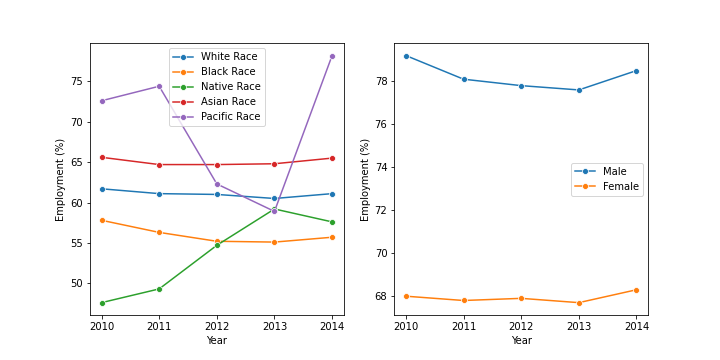 White Race
Black Race
Native Race
Asian Race
Pacific Race
Employment (%)
75
70
65
60
55
50
2010 2011 2012 2013 2014
Year
Male
Female
Employment (%)
78
76
74
72
70
68
2010 2011 2012 2013 2014
Year